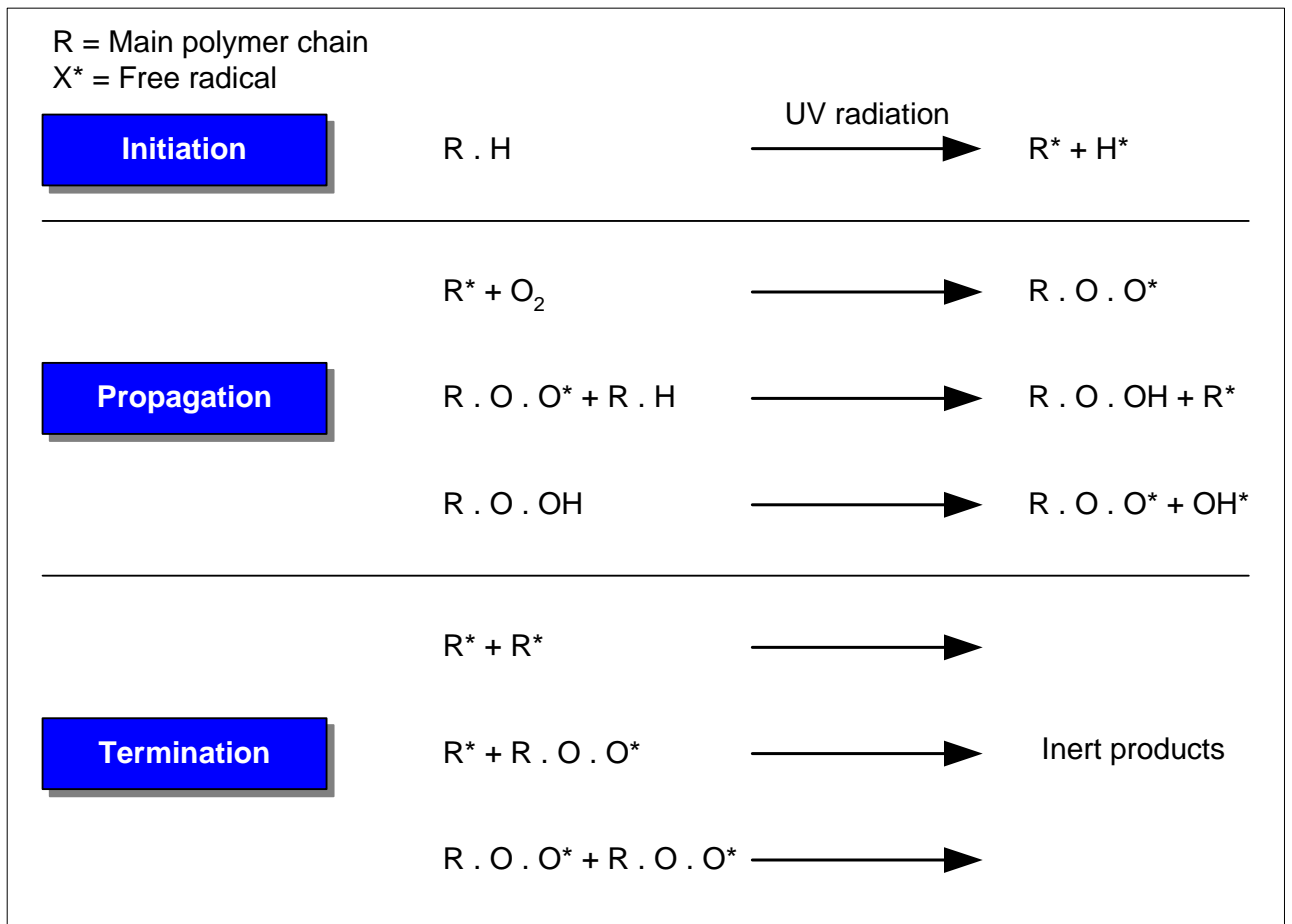 R = Main polymer chain
X* = Free radical
UV radiation
Initiation R . H R* + H*
R* + O₂ R . O . O*
Propagation R . O . O* + R . H R . O . OH + R*
R . O . OH R . O . O* + OH*
R* + R*
Termination R* + R . O . O* Inert products
R . O . O* + R . O . O*